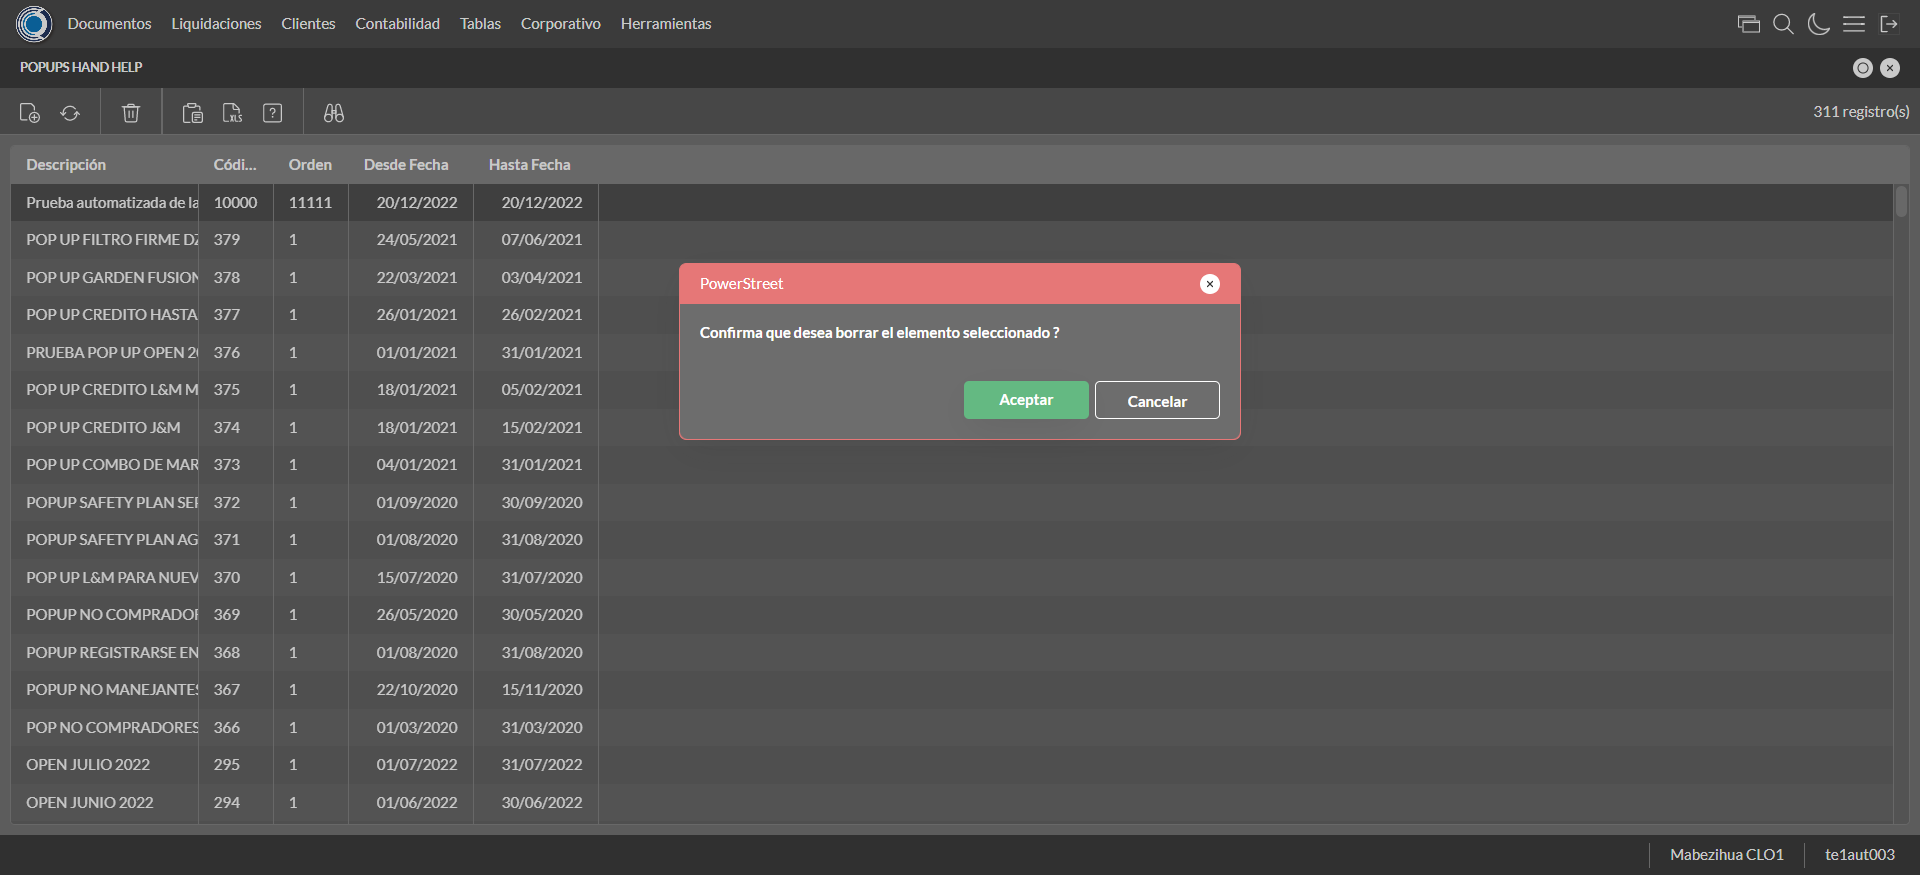 Documentos Liquidaciones Clientes Contabilidad Tablas Corporativo Herramientas
POPUPS HAND HELP
XLS ? 311 registro(s)
Descripción Códi... Orden Desde Fecha Hasta Fecha
Prueba automatizada de la 10000 11111 20/12/2022 20/12/2022
POP UP FILTRO FIRME DZ 379 1 24/05/2021 07/06/2021
POP UP GARDEN FUSION 378 1 22/03/2021 03/04/2021
POP UP CREDITO HASTA 377 1 26/01/2021 26/02/2021
PRUEBA POP UP OPEN 20 376 1 01/01/2021 31/01/2021
POP UP CREDITO L&M M 375 1 18/01/2021 05/02/2021
POP UP CREDITO J&M 374 1 18/01/2021 15/02/2021
POP UP COMBO DE MAR 373 1 04/01/2021 31/01/2021
POPUP SAFETY PLAN SEP 372 1 01/09/2020 30/09/2020
POPUP SAFETY PLAN AG 371 1 01/08/2020 31/08/2020
POP UP L&M PARA NUEV 370 1 15/07/2020 31/07/2020
POPUP NO COMPRADOR 369 1 26/05/2020 30/05/2020
POPUP REGISTRARSE EN 368 1 01/08/2020 31/08/2020
POPUP NO MANEJANTES 367 1 22/10/2020 15/11/2020
POP NO COMPRADORES 366 1 01/03/2020 31/03/2020
OPEN JULIO 2022 295 1 01/07/2022 31/07/2022
OPEN JUNIO 2022 294 1 01/06/2022 30/06/2022
PowerStreet
Confirma que desea borrar el elemento seleccionado ?
Aceptar Cancelar
Mabezihua CLO1 te1aut003